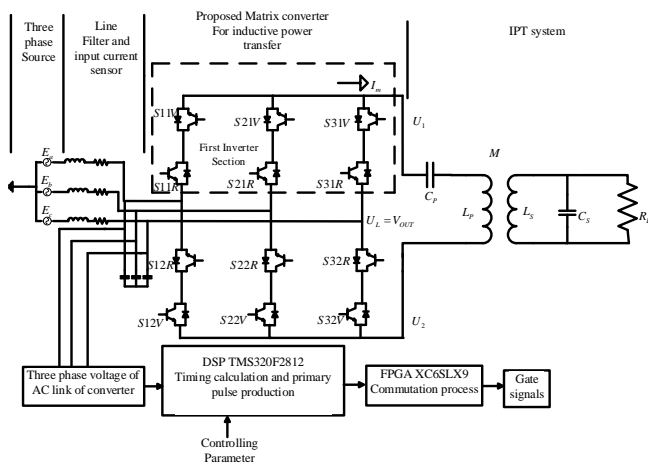 Three
phase
Source
Line
Filter and
input current
sensor
Proposed Matrix converter
For inductive power
transfer
IPT system
I_m
S11V
S21V
S31V
U_1
First Inverter
Section
M
E_a
S11R
S21R
S31R
C_P
E_b
L_P
L_S
C_S
E_c
U_L = V_OUT
S12R
S22R
S32R
S12V
S22V
S32V
U_2
Three phase voltage of
AC link of converter
DSP TMS320F2812
Timing calculation and primary
pulse production
FPGA XC6SLX9
Commutation process
Gate
signals
Controlling
Parameter